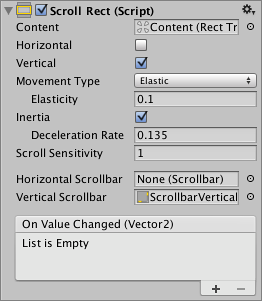 Scroll Rect (Script)
Content Content (Rect Tr
Horizontal
Vertical
Movement Type Elastic
Elasticity 0.1
Inertia
Deceleration Rate 0.135
Scroll Sensitivity 1
Horizontal Scrollbar None (Scrollbar)
Vertical Scrollbar ScrollbarVertical
On Value Changed (Vector2)
List is Empty